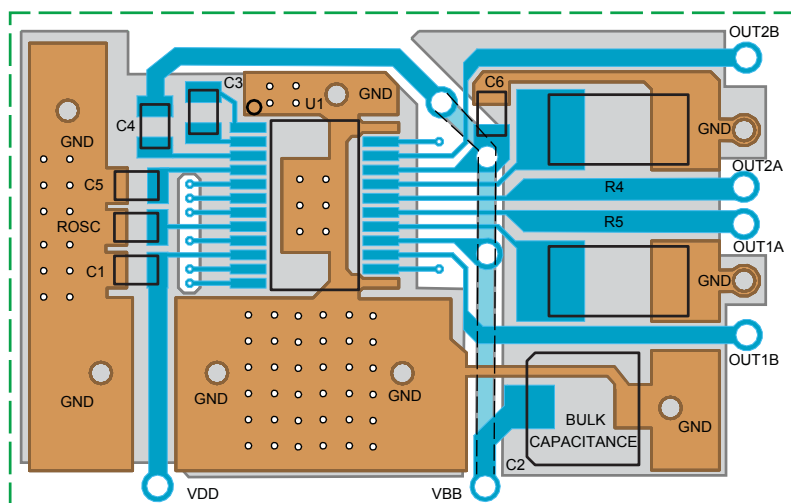 OUT2B
C3
C6
U1
GND
C4
GND
GND
OUT2A
C5
R4
ROSC
R5
OUT1A
C1
GND
OUT1B
GND
GND
GND
BULK
CAPACITANCE
GND
C2
VDD
VBB